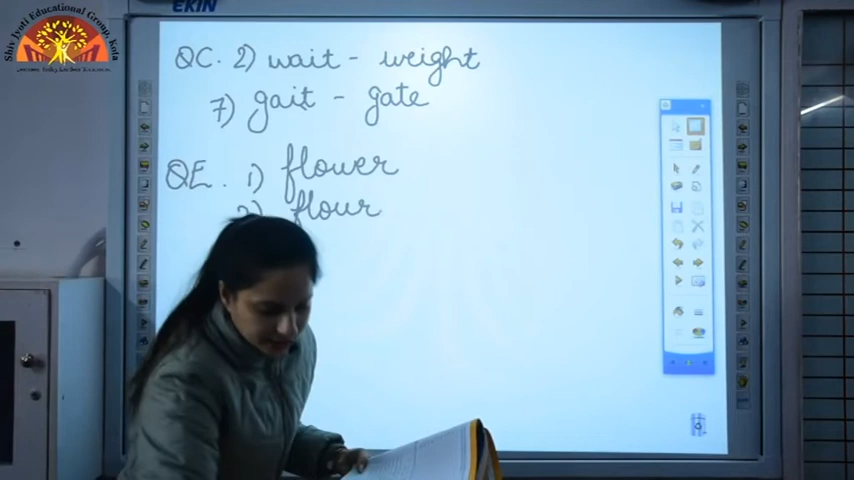 Shiv Jyoti Educational Group, Kota
EKIN
QC. 2) wait - weight
7) gait - gate
QE. 1) flower
2) flour